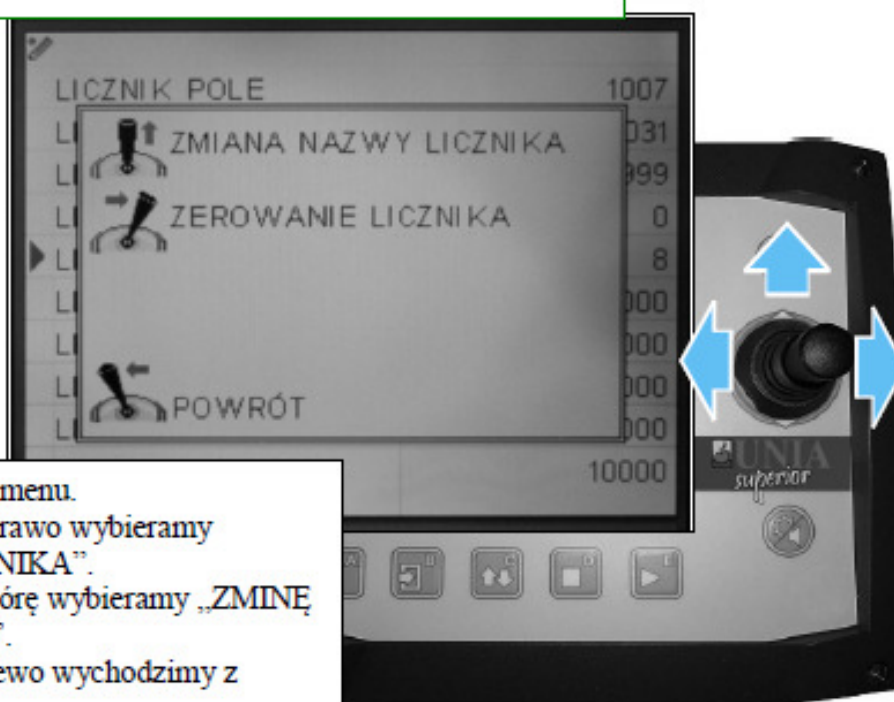 LICZNIK POLE 1007
ZMIANA NAZWY LICZNIKA
031
999
ZEROWANIE LICZNIKA
0
8
000
000
000
POWRÓT
000
10000
UNIA
superior
A
B
C
D
E
menu.
rawo wybieramy
NIKA”.
órę wybieramy „ZMINĘ
”.
ewo wychodzimy z